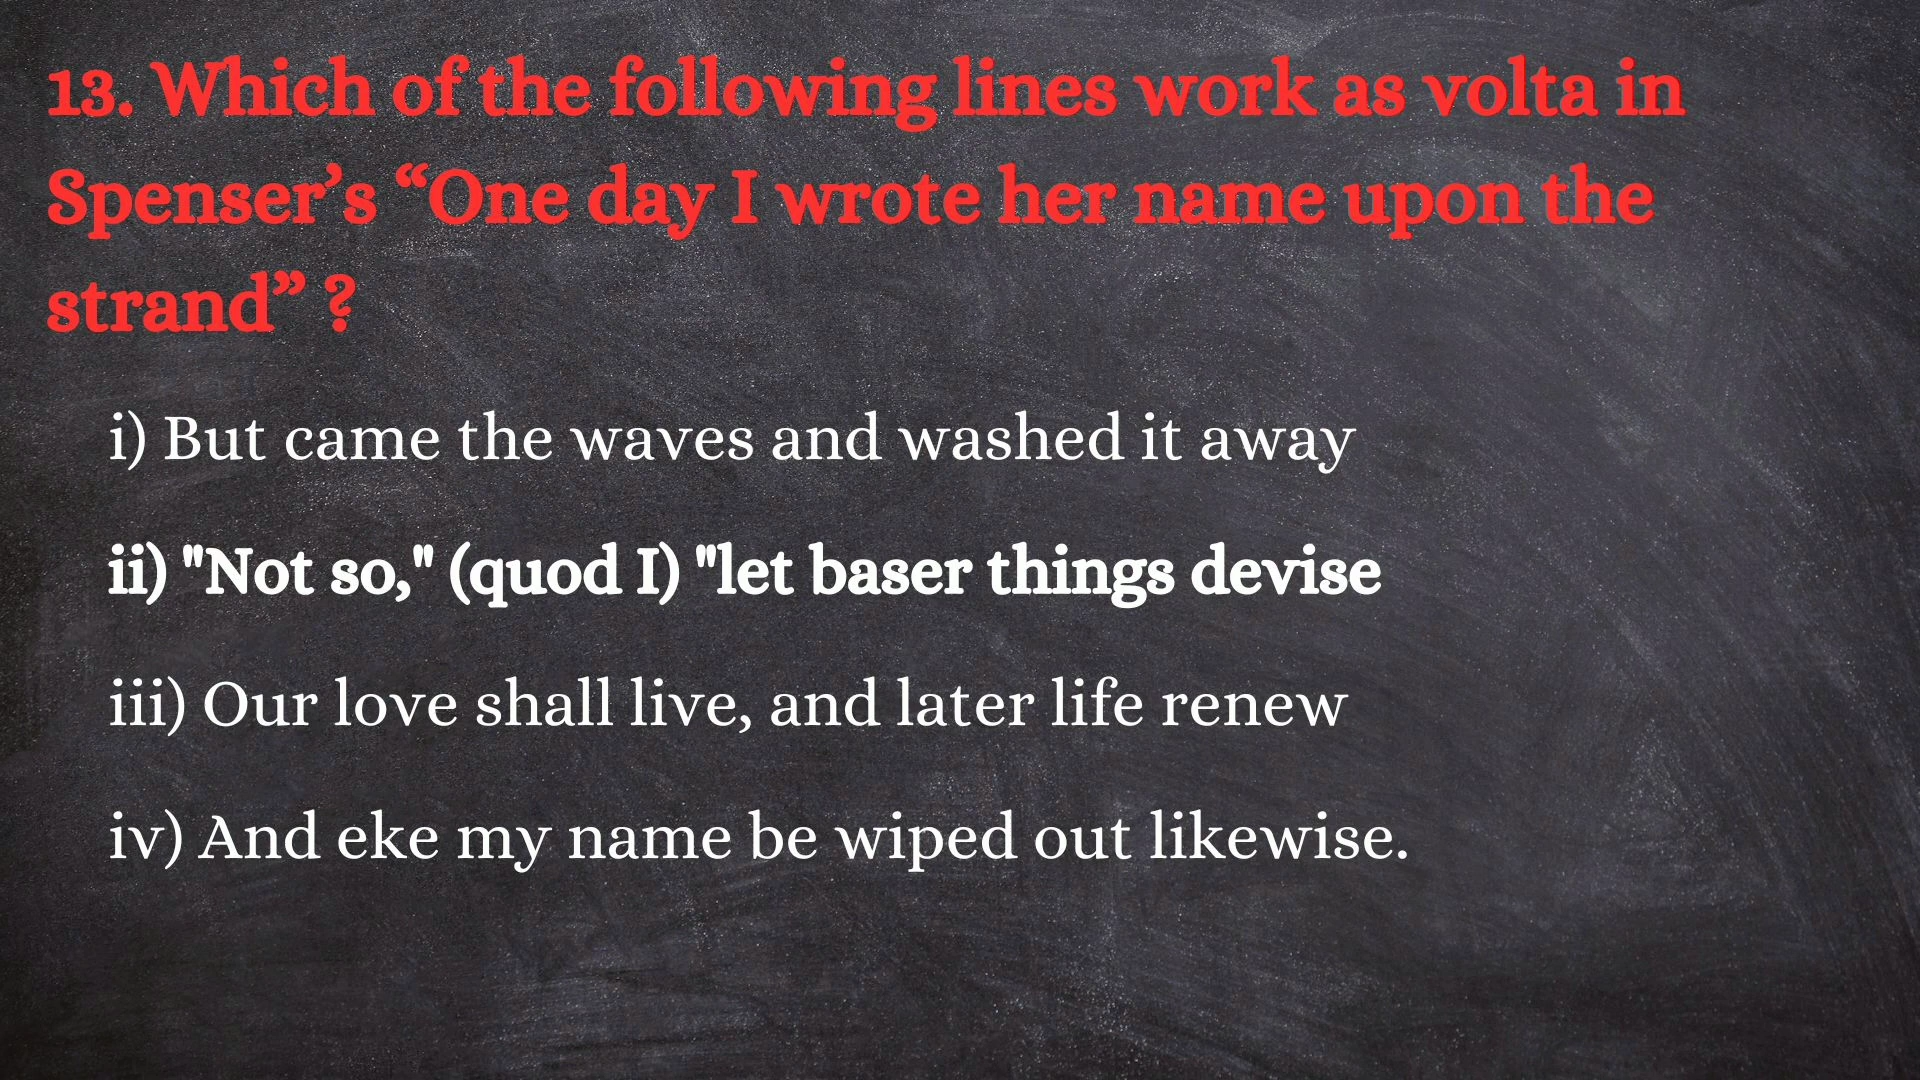 13. Which of the following lines work as volta in
Spenser’s “One day I wrote her name upon the
strand” ?
i) But came the waves and washed it away
ii) "Not so," (quod I) "let baser things devise
iii) Our love shall live, and later life renew
iv) And eke my name be wiped out likewise.